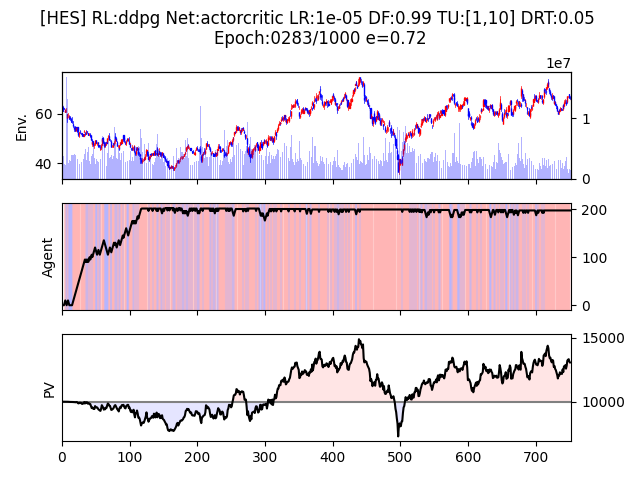 [HES] RL:ddpg Net:actorcritic LR:1e-05 DF:0.99 TU:[1,10] DRT:0.05
Epoch:0283/1000 e=0.72
1e7
Env.
60
40
1
0
Agent
200
100
0
PV
15000
10000
0
100
200
300
400
500
600
700